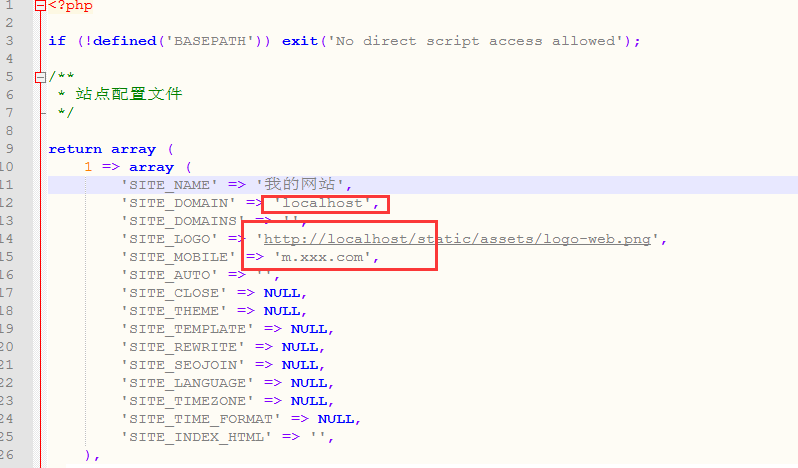 1 <?php
2
3 if (!defined('BASEPATH')) exit('No direct script access allowed');
4
5 /**
6 * 站点配置文件
7 */
8
9 return array (
10 1 => array (
11 'SITE_NAME' => '我的网站',
12 'SITE_DOMAIN' => 'localhost',
13 'SITE_DOMAINS' => '',
14 'SITE_LOGO' => 'http://localhost/static/assets/logo-web.png',
15 'SITE_MOBILE' => 'm.xxx.com',
16 'SITE_AUTO' => '',
17 'SITE_CLOSE' => NULL,
18 'SITE_THEME' => NULL,
19 'SITE_TEMPLATE' => NULL,
20 'SITE_REWRITE' => NULL,
21 'SITE_SEOJOIN' => NULL,
22 'SITE_LANGUAGE' => NULL,
23 'SITE_TIMEZONE' => NULL,
24 'SITE_TIME_FORMAT' => NULL,
25 'SITE_INDEX_HTML' => '',
26 ),